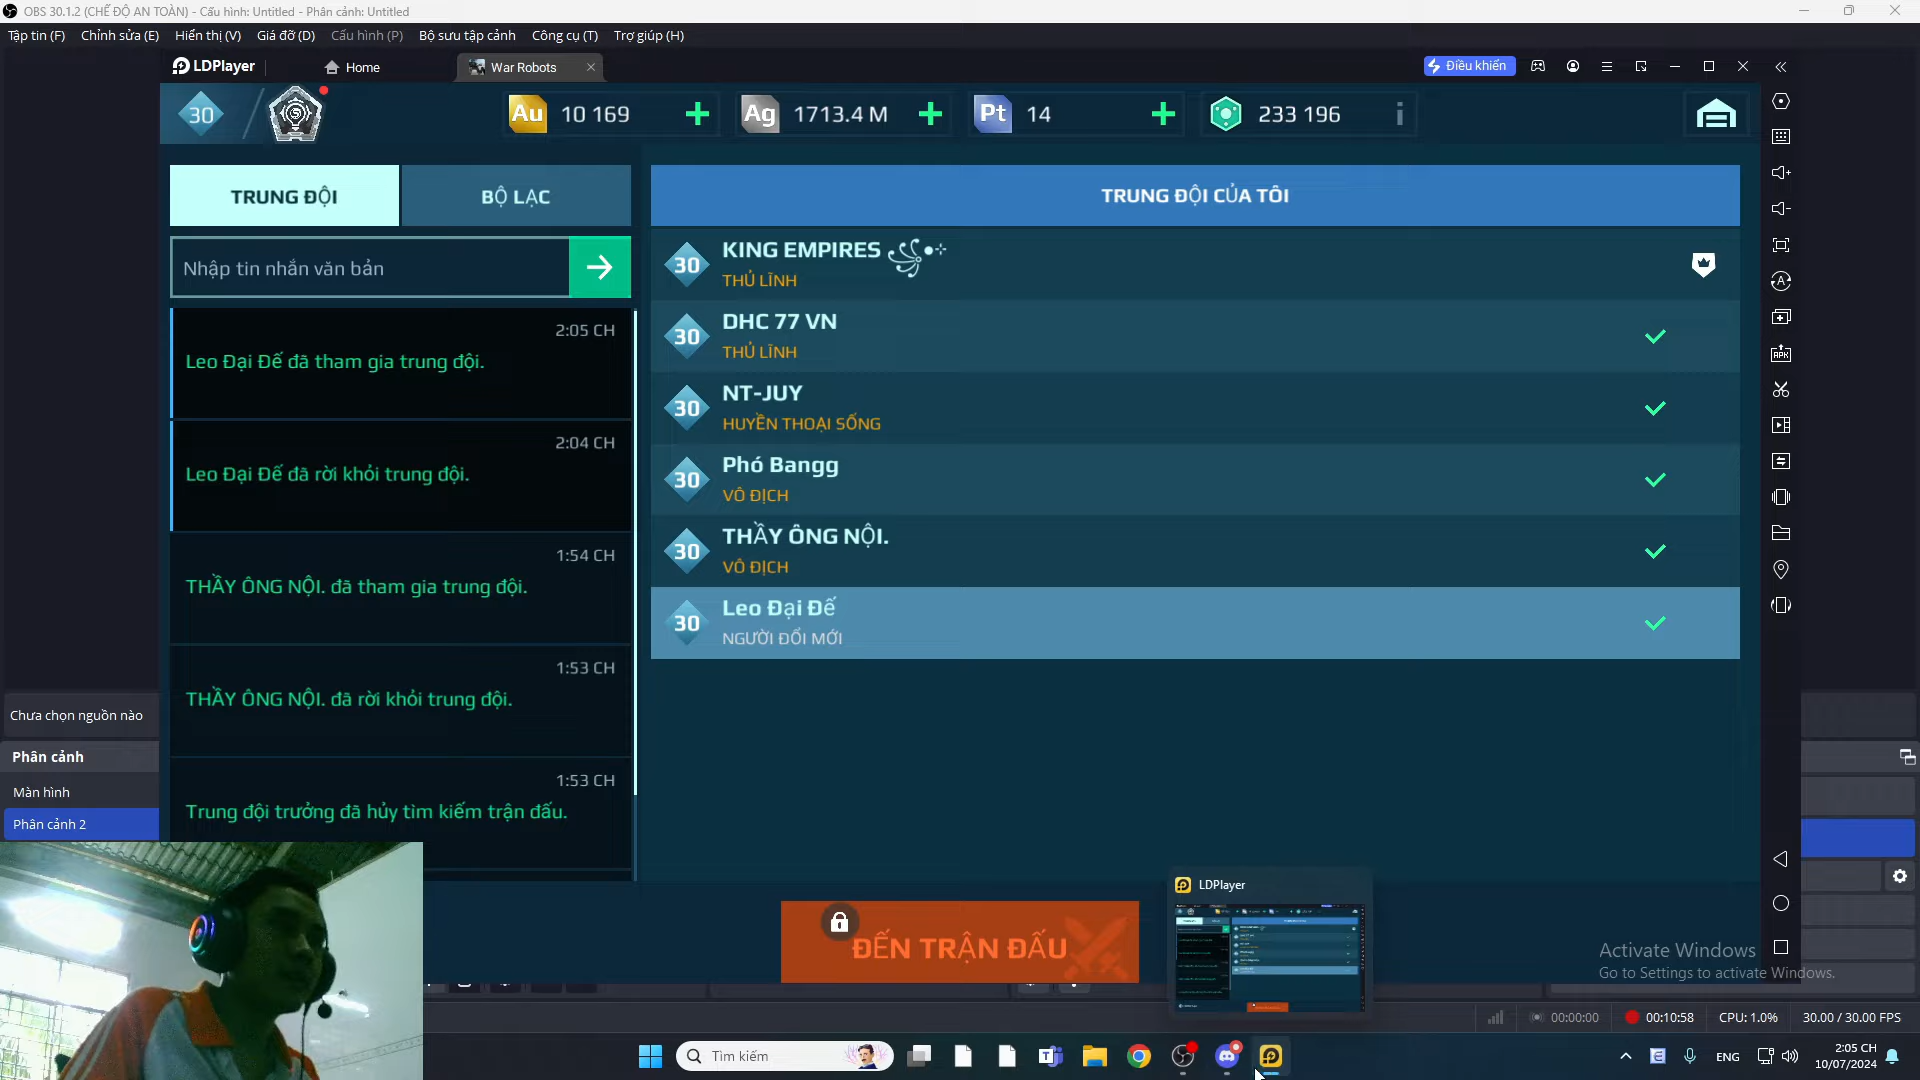 OBS 30.1.2 (CHẾ ĐỘ AN TOÀN) - Cấu hình: Untitled - Phân cảnh: Untitled
Tập tin (F) Chỉnh sửa (E) Hiển thị (V) Giá đỡ (D) Cấu hình (P) Bộ sưu tập cảnh Công cụ (T) Trợ giúp (H)
LDPlayer Home War Robots Điều khiển
30 Au 10 169 Ag 1713.4 M Pt 14 233 196
TRUNG ĐỘI BỘ LẠC TRUNG ĐỘI CỦA TÔI
Nhập tin nhắn văn bản
2:05 CH
Leo Đại Đế đã tham gia trung đội.
2:04 CH
Leo Đại Đế đã rời khỏi trung đội.
1:54 CH
THẦY ÔNG NỘI. đã tham gia trung đội.
1:53 CH
THẦY ÔNG NỘI. đã rời khỏi trung đội.
1:53 CH
Trung đội trưởng đã hủy tìm kiếm trận đấu.
30 KING EMPIRES
THỦ LĨNH
30 DHC 77 VN
THỦ LĨNH
30 NT-JUY
HUYỀN THOẠI SỐNG
30 Phó Bangg
VÔ ĐỊCH
30 THẦY ÔNG NỘI.
VÔ ĐỊCH
30 Leo Đại Đế
NGƯỜI ĐỔI MỚI
Chưa chọn nguồn nào
Phân cảnh
Màn hình
Phân cảnh 2
ĐẾN TRẬN ĐẤU
LDPlayer
Activate Windows
Go to Settings to activate Windows.
00:00:00 00:10:58 CPU: 1.0% 30.00 / 30.00 FPS
Tìm kiếm
ENG
2:05 CH
10/07/2024